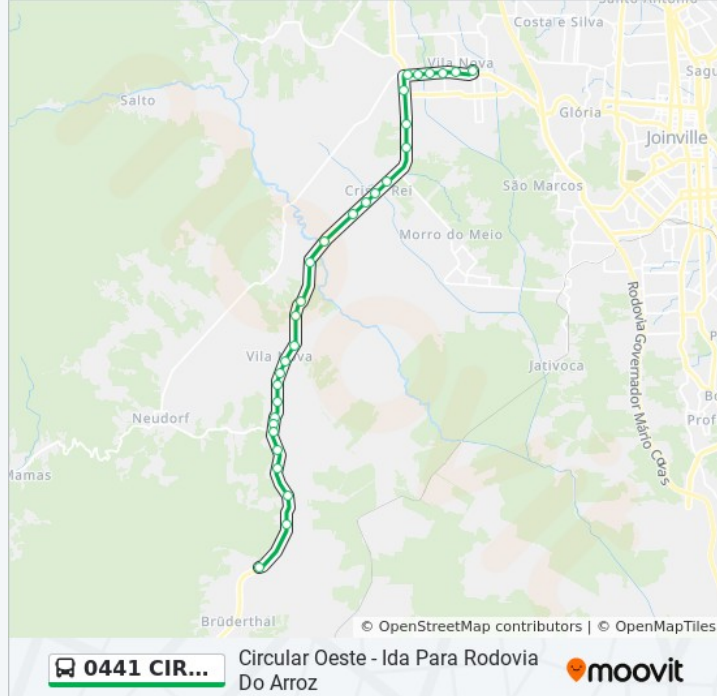 Santo Antônio
Costa e Silva
Vila Nova
Sagu
Salto
Glória
Joinville
Cristo Rei
São Marcos
Morro do Meio
Rodovia Governador Mário Covas
Vila Nova
Jativoca
Neudorf
Bo
Prof
Mamas
Brüderthal
© OpenStreetMap contributors | © OpenMapTiles
0441 CIR...
Circular Oeste - Ida Para Rodovia
Do Arroz
moovit